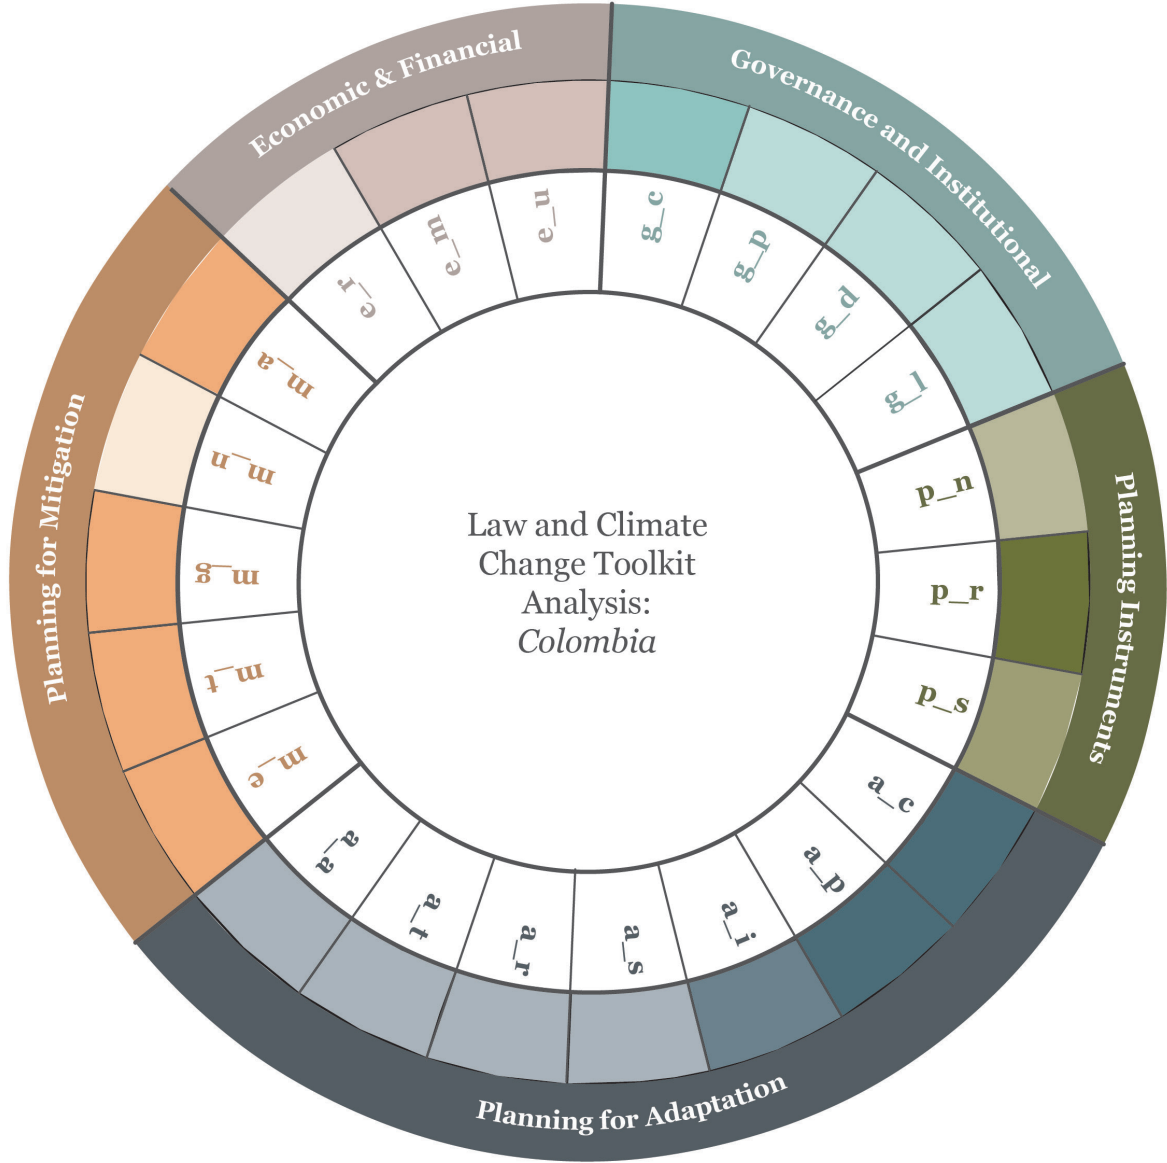 Economic & Financial
Governance and Institutional
Planning Instruments
Planning for Adaptation
Planning for Mitigation
g_c
g_p
g_d
g_l
p_n
p_r
p_s
a_c
a_p
a_i
a_s
a_r
a_t
a_a
m_e
m_t
m_g
m_n
m_a
e_r
e_m
e_u
Law and Climate
Change Toolkit
Analysis:
Colombia